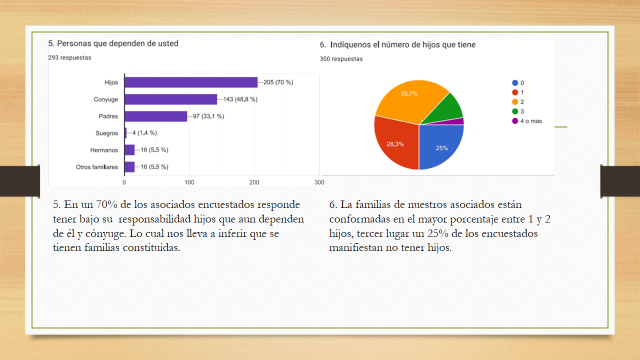 5. Personas que dependen de usted
293 respuestas
Hijos
205 (70 %)
Conyuge
143 (48,8 %)
Padres
97 (33,1 %)
Suegros
4 (1,4 %)
Hermanos
16 (5,5 %)
Otros familiares
16 (5,5 %)
0
100
200
300
6. Indíquenos el número de hijos que tiene
300 respuestas
33,7%
28,3%
25%
0
1
2
3
4 o mas
5. En un 70% de los asociados encuestados responde
tener bajo su responsabilidad hijos que aun dependen
de él y cónyuge. Lo cual nos lleva a inferir que se
tienen familias constituidas.
6. La familias de nuestros asociados están
conformadas en el mayor porcentaje entre 1 y 2
hijos, tercer lugar un 25% de los encuestados
manifiestan no tener hijos.